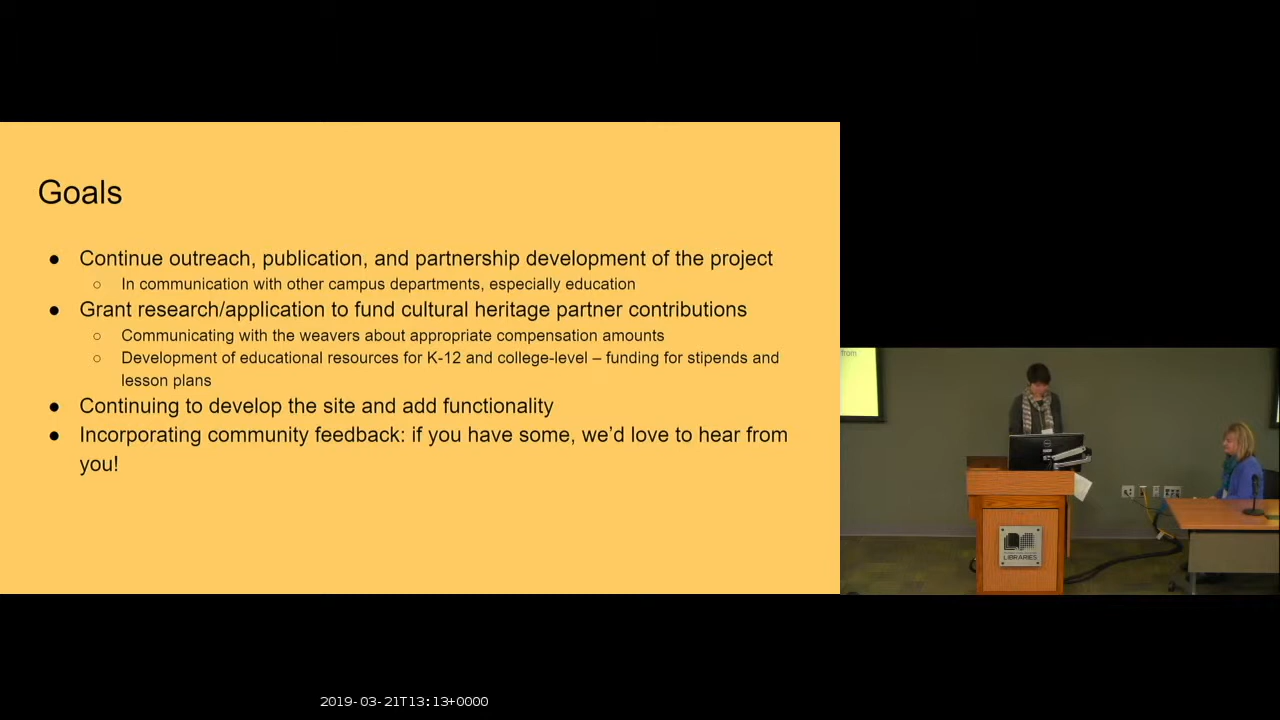 Goals
● Continue outreach, publication, and partnership development of the project
○ In communication with other campus departments, especially education
● Grant research/application to fund cultural heritage partner contributions
○ Communicating with the weavers about appropriate compensation amounts
○ Development of educational resources for K-12 and college-level – funding for stipends and
lesson plans
● Continuing to develop the site and add functionality
● Incorporating community feedback: if you have some, we’d love to hear from
you!
from
LIBRARIES
2019-03-21T13:13+0000